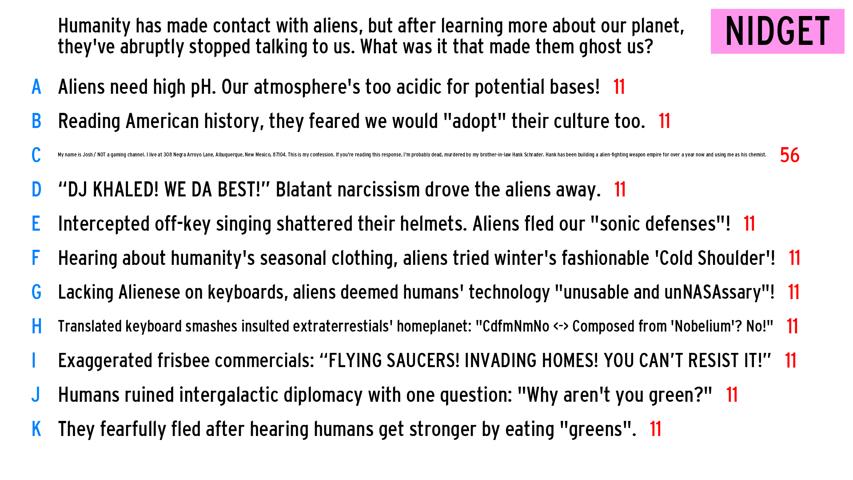 Humanity has made contact with aliens, but after learning more about our planet,
they've abruptly stopped talking to us. What was it that made them ghost us?
NIDGET
A Aliens need high pH. Our atmosphere's too acidic for potential bases! 11
B Reading American history, they feared we would "adopt" their culture too. 11
C My name is Josh / NOT a gaming channel. I live at 308 Negra Arroyo Lane, Albuquerque, New Mexico, 87104. This is my confession. If you're reading this response, I'm probably dead, murdered by my brother-in-law Hank Schrader. Hank has been building a alien-fighting weapon empire for over a year now and using me as his chemist. 56
D “DJ KHALED! WE DA BEST!” Blatant narcissism drove the aliens away. 11
E Intercepted off-key singing shattered their helmets. Aliens fled our "sonic defenses"! 11
F Hearing about humanity's seasonal clothing, aliens tried winter's fashionable 'Cold Shoulder'! 11
G Lacking Alienese on keyboards, aliens deemed humans' technology "unusable and unNASAssary"! 11
H Translated keyboard smashes insulted extraterrestials' homeplanet: "CdfmNmNo <-> Composed from 'Nobelium'? No!" 11
I Exaggerated frisbee commercials: “FLYING SAUCERS! INVADING HOMES! YOU CAN’T RESIST IT!” 11
J Humans ruined intergalactic diplomacy with one question: "Why aren't you green?" 11
K They fearfully fled after hearing humans get stronger by eating "greens". 11